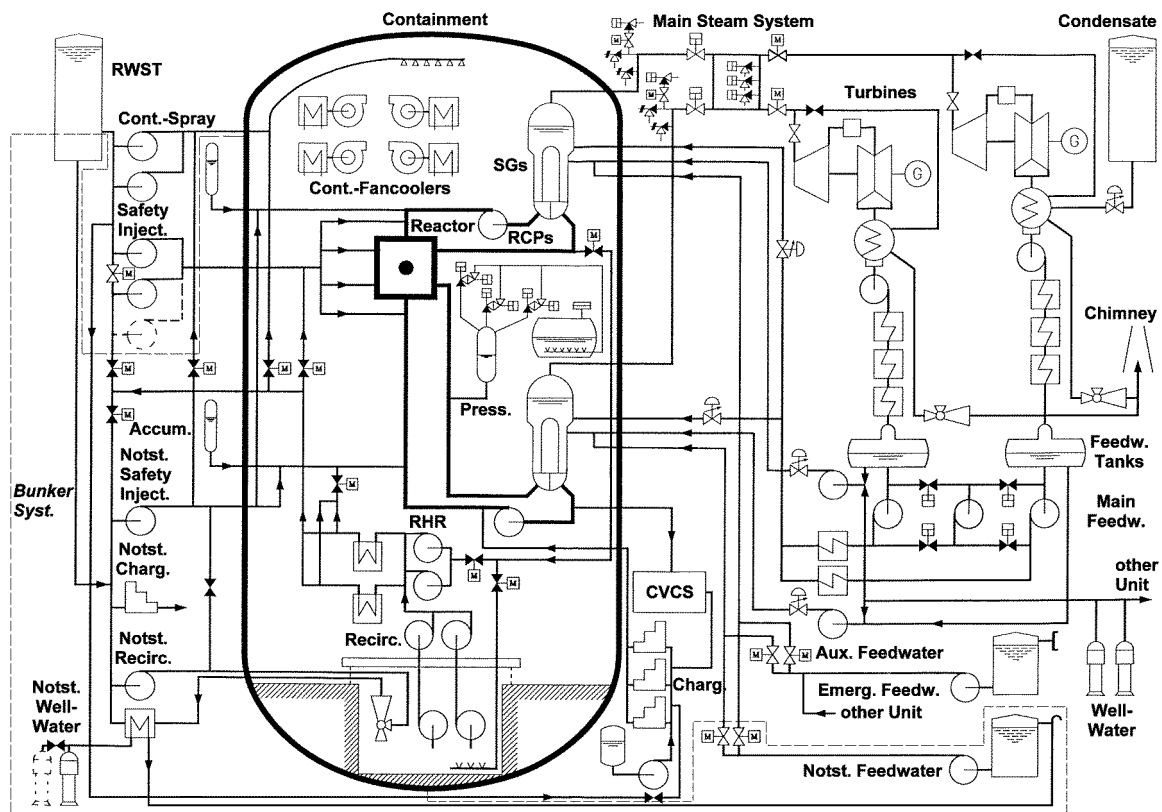 Containment
Main Steam System
Condensate
RWST
Cont.-Spray
Turbines
M
M
M
M
SGs
G
G
Cont.-Fancoolers
Safety
Inject.
Reactor
RCPs
M
M
Chimney
Press.
Accum.
Feedw.
Tanks
Notst.
Safety
Inject.
Bunker
Syst.
Main
Feedw.
RHR
Notst.
Charg.
CVCS
other
Unit
Recirc.
Notst.
Recirc.
Aux. Feedwater
Charg.
Emerg. Feedw.
other Unit
Notst.
Well-
Water
Well-
Water
Notst. Feedwater